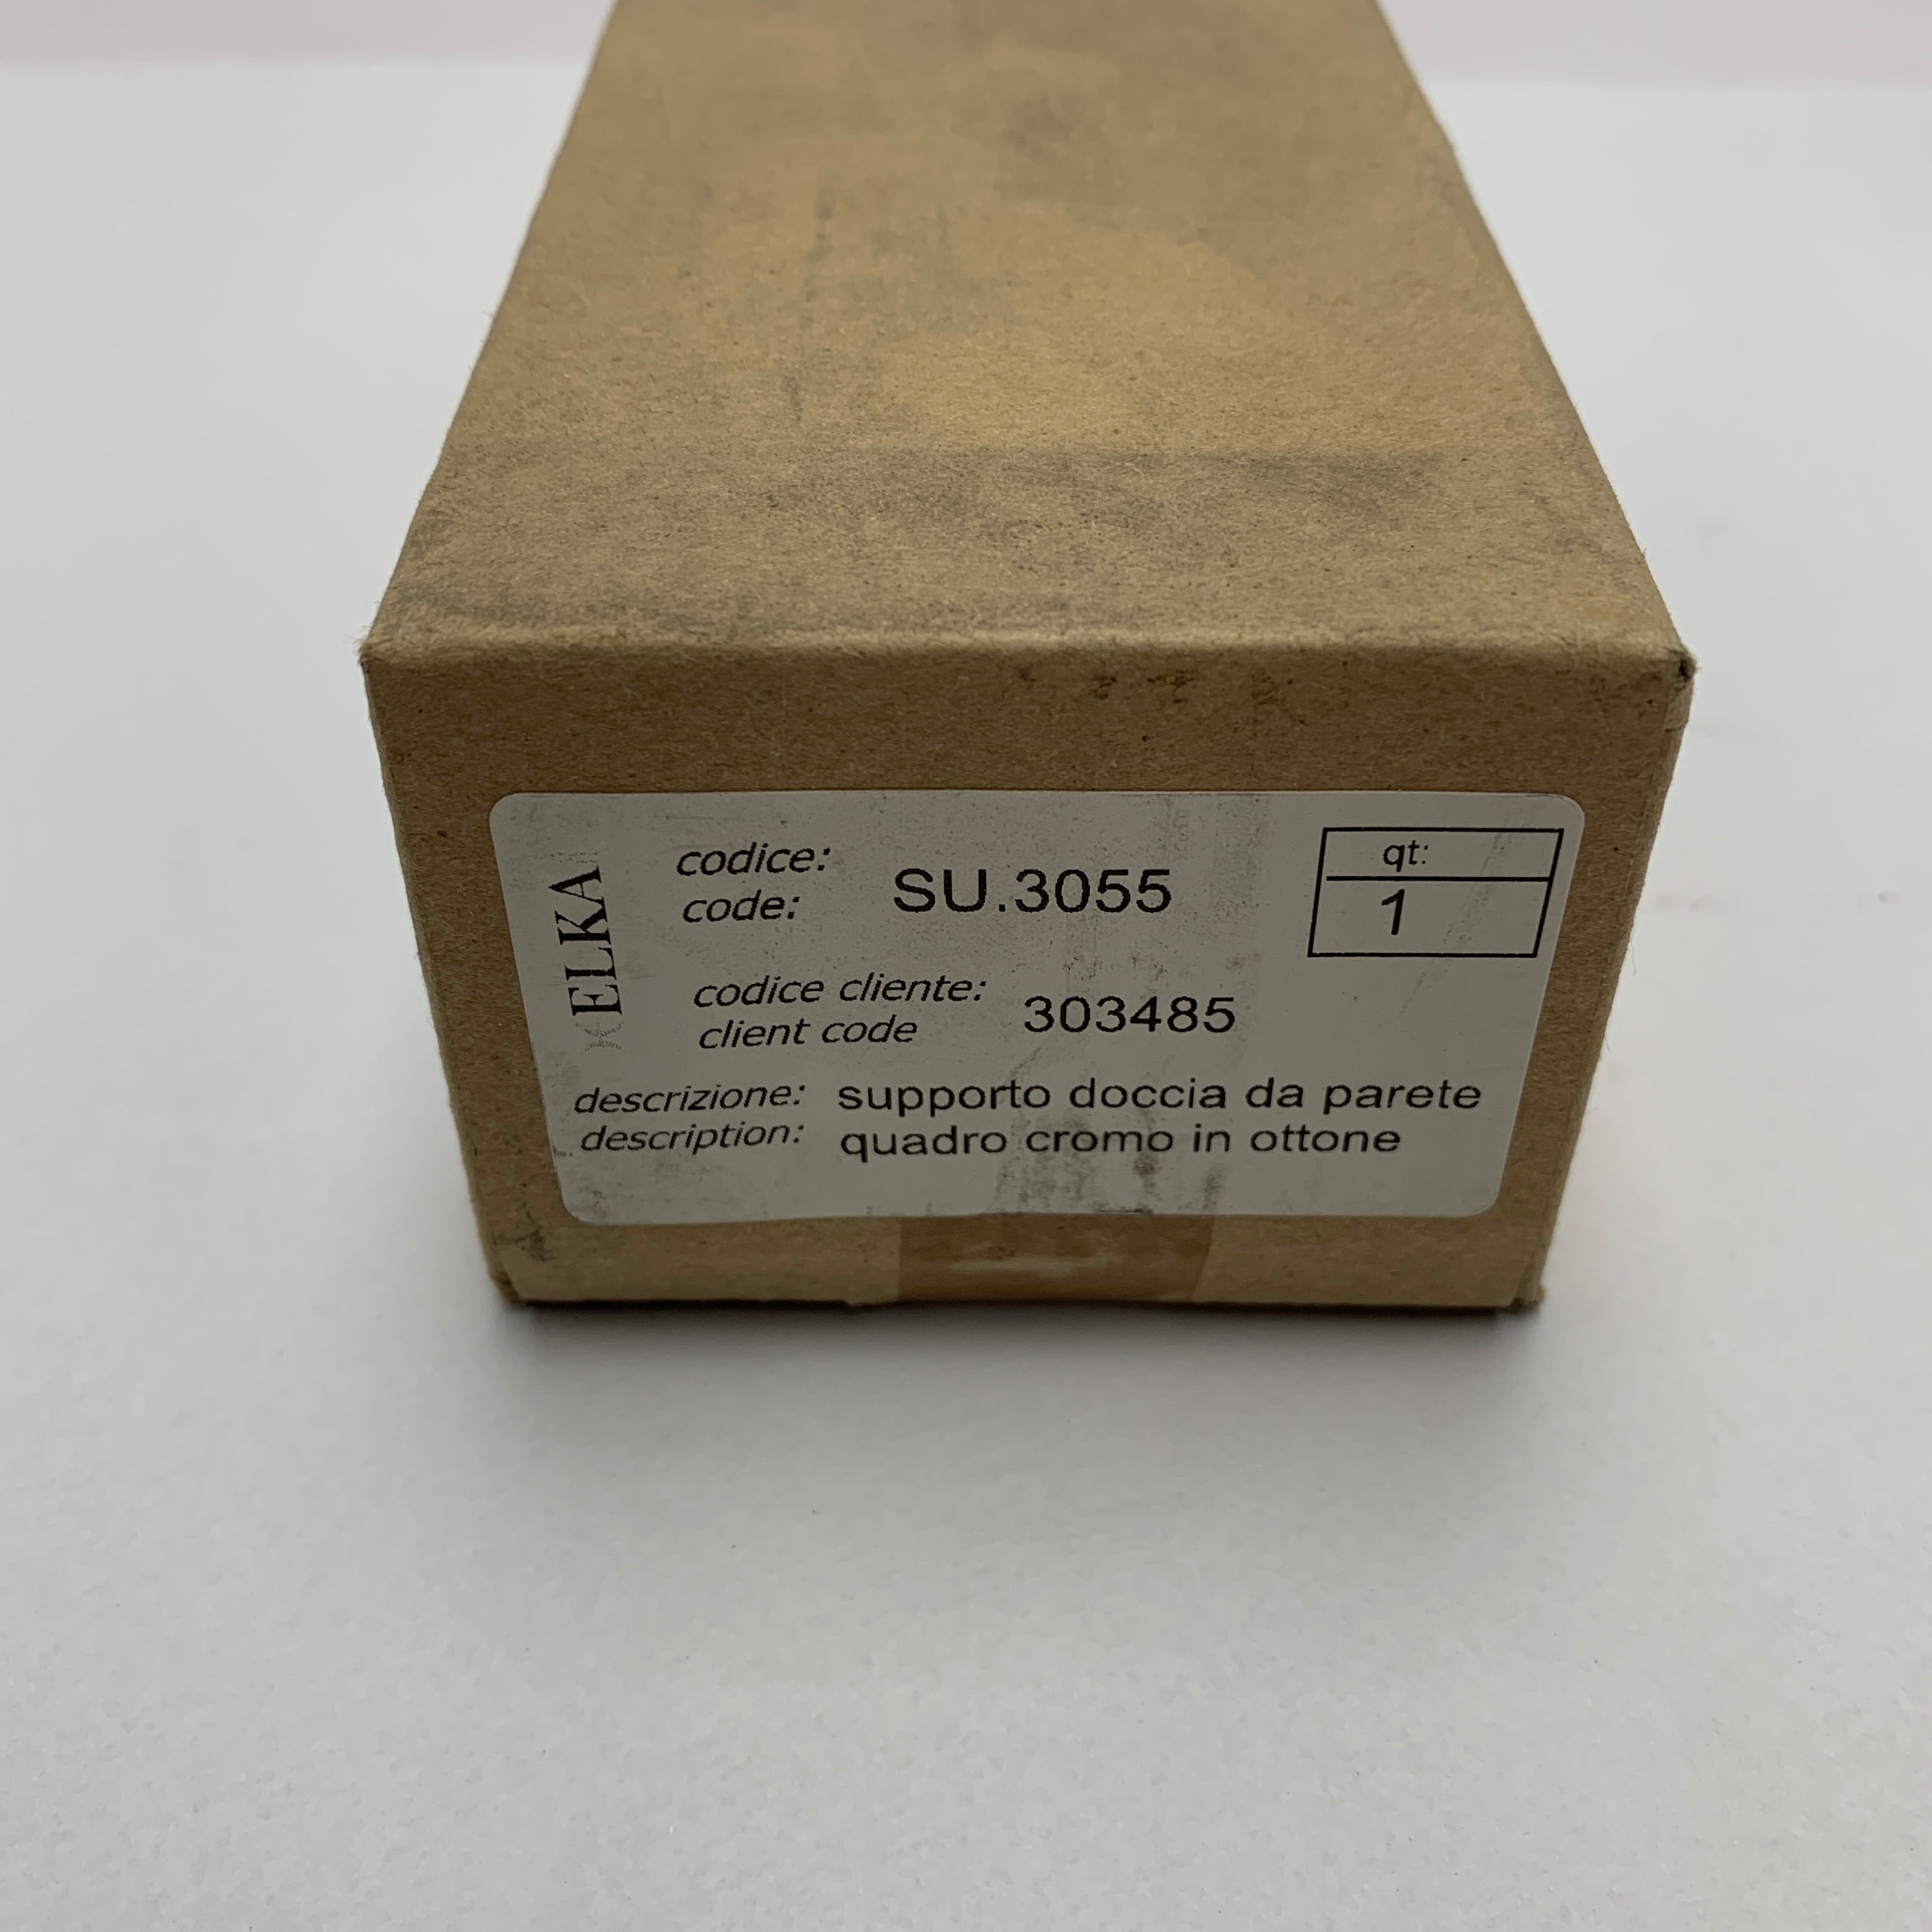 ELKA
codice:
code:
SU.3055
qt:
1
codice cliente:
client code
303485
descrizione: supporto doccia da parete
description: quadro cromo in ottone